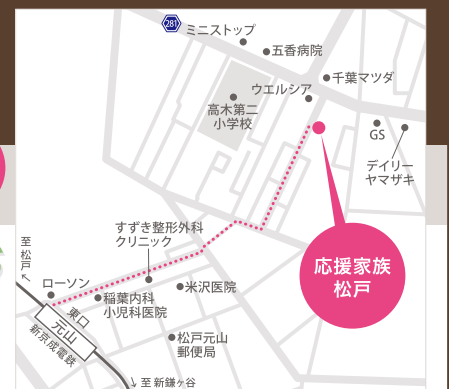 281
ミニストップ
五香病院
千葉マツダ
ウエルシア
高木第二
小学校
GS
デイリー
ヤマザキ
すずき整形外科
クリニック
応援家族
松戸
至松戸
ローソン
稲葉内科
小児科医院
米沢医院
東口
元山
新京成電鉄
松戸元山
郵便局
至 新鎌ヶ谷